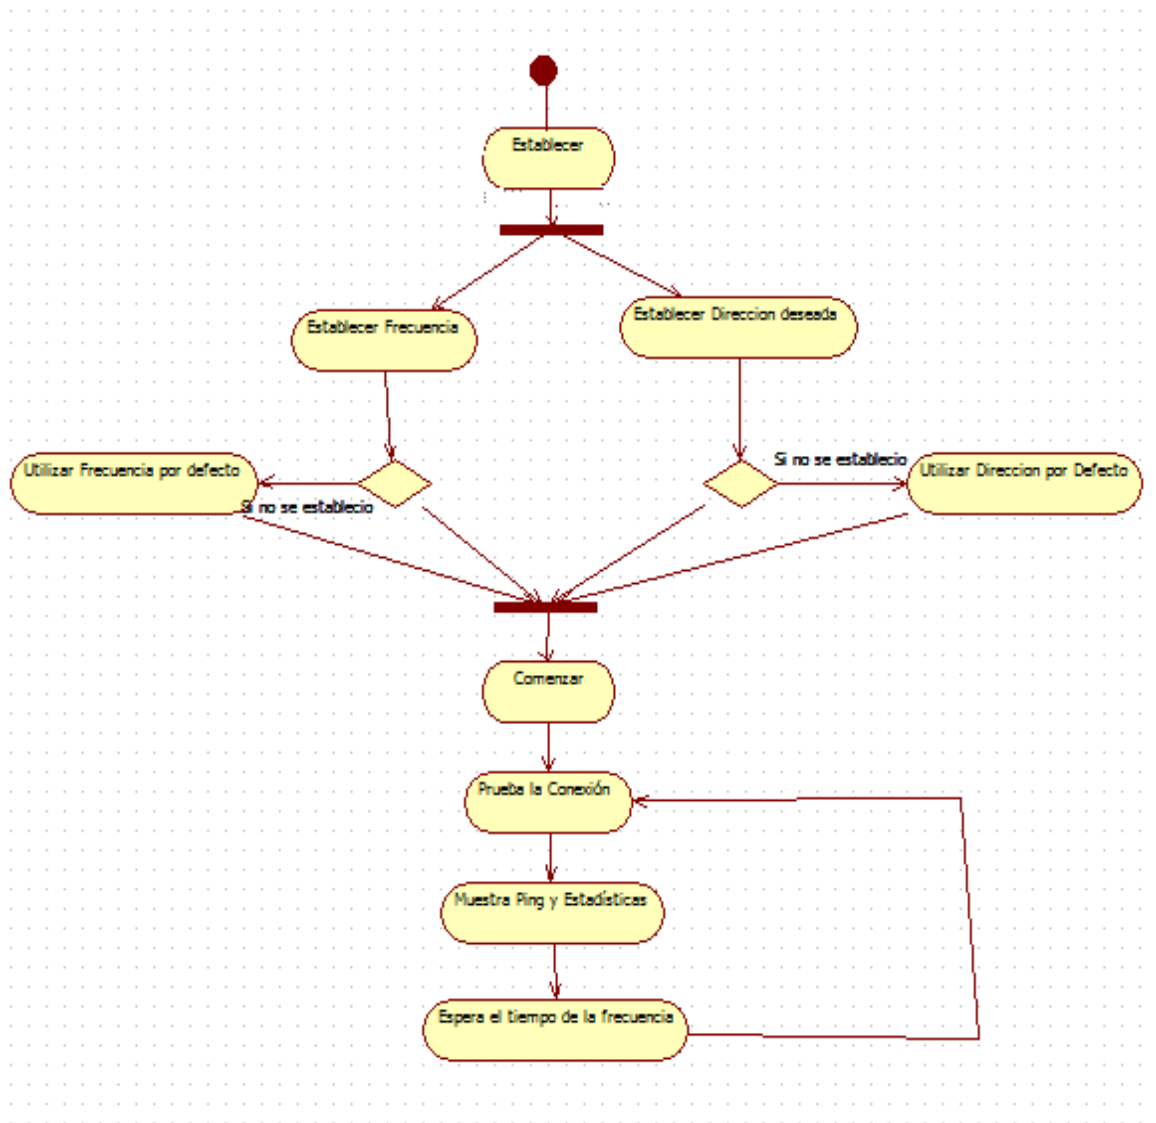 Establecer
Establecer Frecuencia
Establecer Direccion deseada
Utilizar Frecuencia por defecto
Si no se establecio
Si no se establecio
Utilizar Direccion por Defecto
Comenzar
Prueba la Conexión
Muestra Ping y Estadísticas
Espera el tiempo de la frecuencia